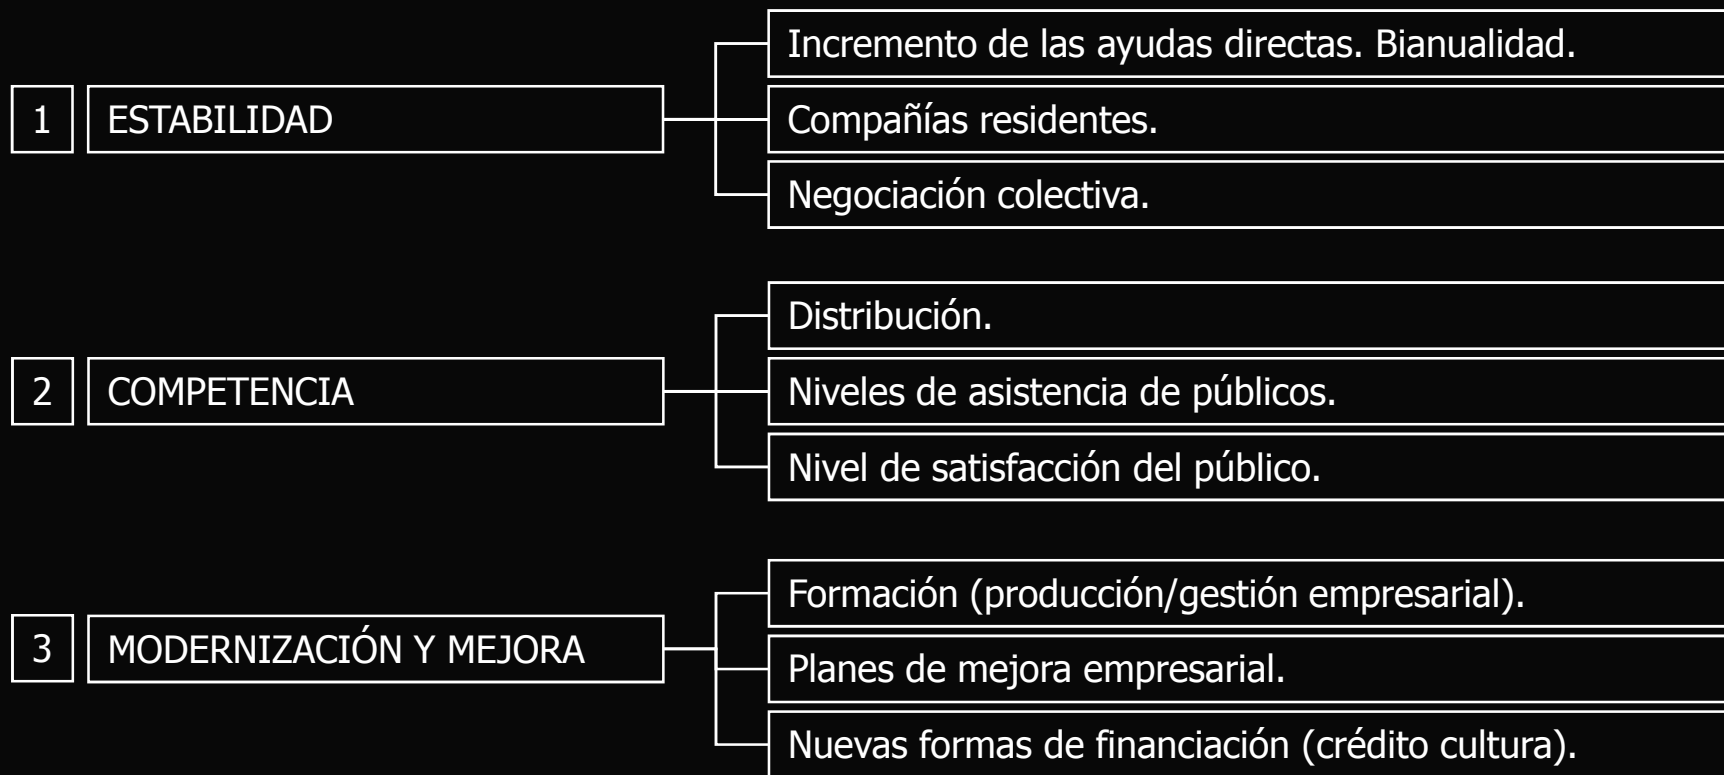 1
ESTABILIDAD
Incremento de las ayudas directas. Bianualidad.
Compañías residentes.
Negociación colectiva.
2
COMPETENCIA
Distribución.
Niveles de asistencia de públicos.
Nivel de satisfacción del público.
3
MODERNIZACIÓN Y MEJORA
Formación (producción/gestión empresarial).
Planes de mejora empresarial.
Nuevas formas de financiación (crédito cultura).